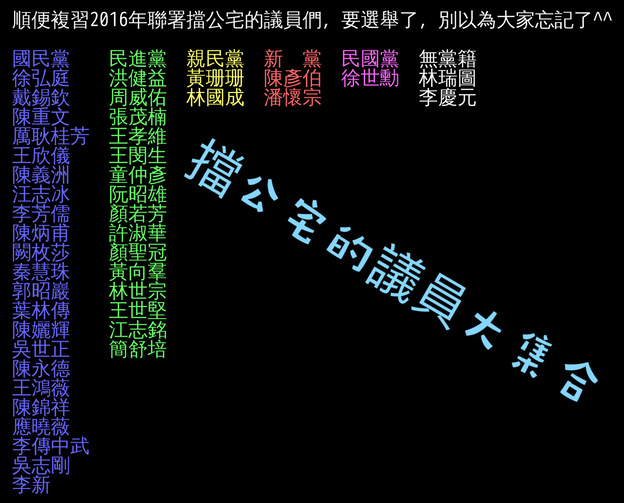 順便複習2016年聯署擋公宅的議員們, 要選舉了, 別以為大家忘記了^^
國民黨 民進黨 親民黨 新　黨 民國黨 無黨籍
徐弘庭 洪健益 黃珊珊 陳彥伯 徐世勳 林瑞圖
戴錫欽 周威佑 林國成 潘懷宗 李慶元
陳重文 張茂楠
厲耿桂芳 王孝維
王欣儀 王閔生
陳義洲 童仲彥
汪志冰 阮昭雄
李芳儒 顏若芳
陳炳甫 許淑華
闕枚莎 顏聖冠
秦慧珠 黃向羣
郭昭巖 林世宗
葉林傳 王世堅
陳孋輝 江志銘
吳世正 簡舒培
陳永德
王鴻薇
陳錦祥
應曉薇
李傅中武
吳志剛
李新
擋公宅的議員大集合